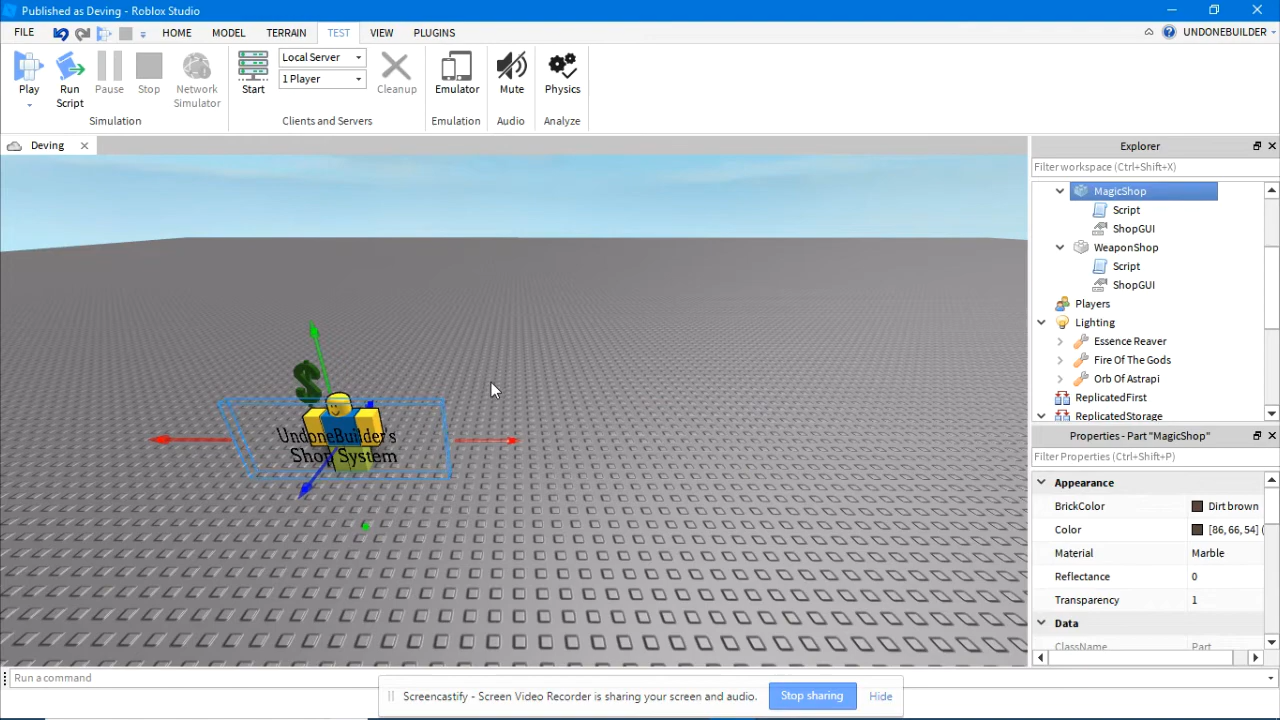 Published as Deving - Roblox Studio
FILE HOME MODEL TERRAIN TEST VIEW PLUGINS UNDONEBUILDER
Play Run Script Pause Stop Network Simulator
Simulation
Start Local Server 1 Player Cleanup
Clients and Servers
Emulator
Emulation
Mute
Audio
Physics
Analyze
Deving
UndoneBuilder's
Shop System
$
Explorer
Filter workspace (Ctrl+Shift+X)
MagicShop
Script
ShopGUI
WeaponShop
Script
ShopGUI
Players
Lighting
Essence Reaver
Fire Of The Gods
Orb Of Astrapi
ReplicatedFirst
ReplicatedStorage
Properties - Part "MagicShop"
Filter Properties (Ctrl+Shift+P)
Appearance
BrickColor Dirt brown
Color [86, 66, 54] (
Material Marble
Reflectance 0
Transparency 1
Data
ClassName Part
Run a command
Screencastify - Screen Video Recorder is sharing your screen and audio. Stop sharing Hide